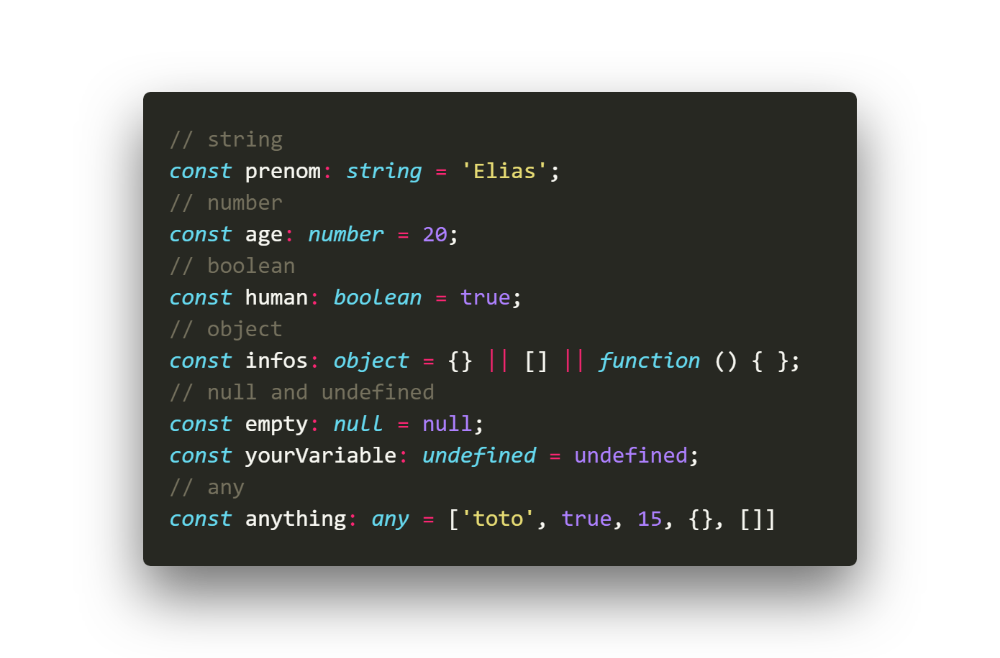 // string
const prenom: string = 'Elias';
// number
const age: number = 20;
// boolean
const human: boolean = true;
// object
const infos: object = {} || [] || function () { };
// null and undefined
const empty: null = null;
const yourVariable: undefined = undefined;
// any
const anything: any = ['toto', true, 15, {}, []]